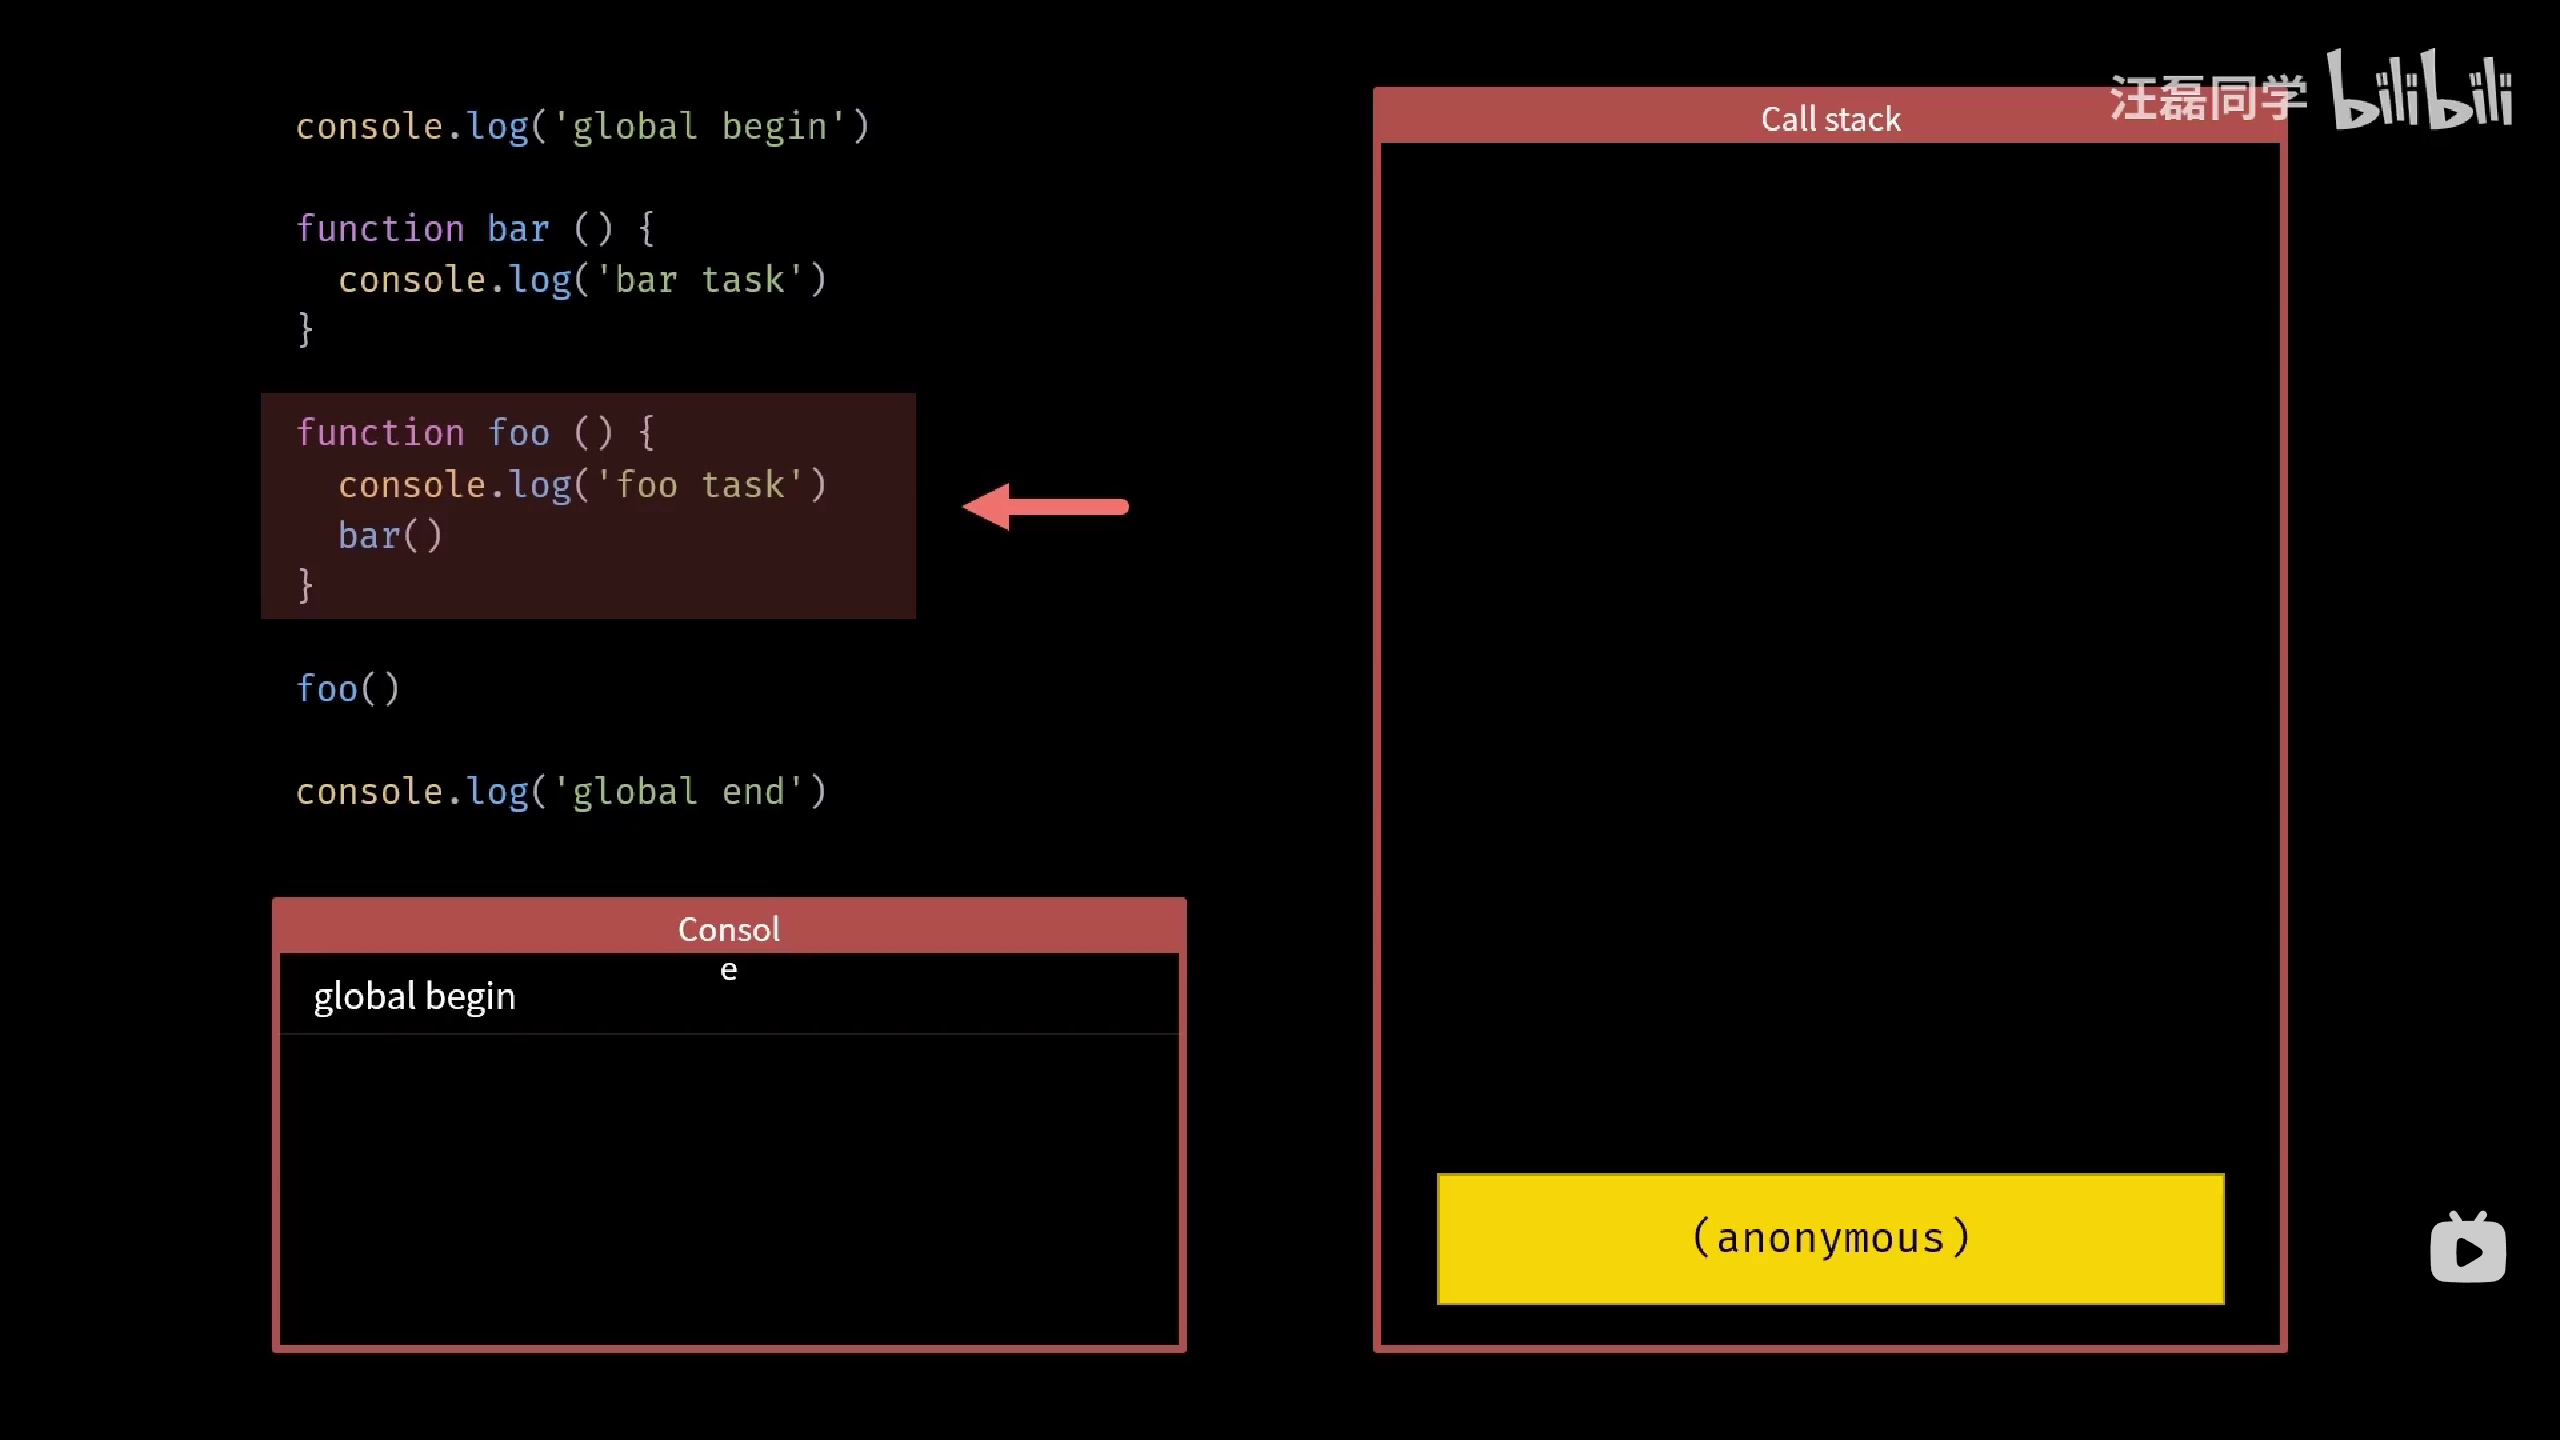 汪磊同学 bilibili
console.log('global begin')
function bar () {
  console.log('bar task')
}
function foo () {
  console.log('foo task')
  bar()
}
foo()
console.log('global end')
Consol
e
global begin
Call stack
(anonymous)